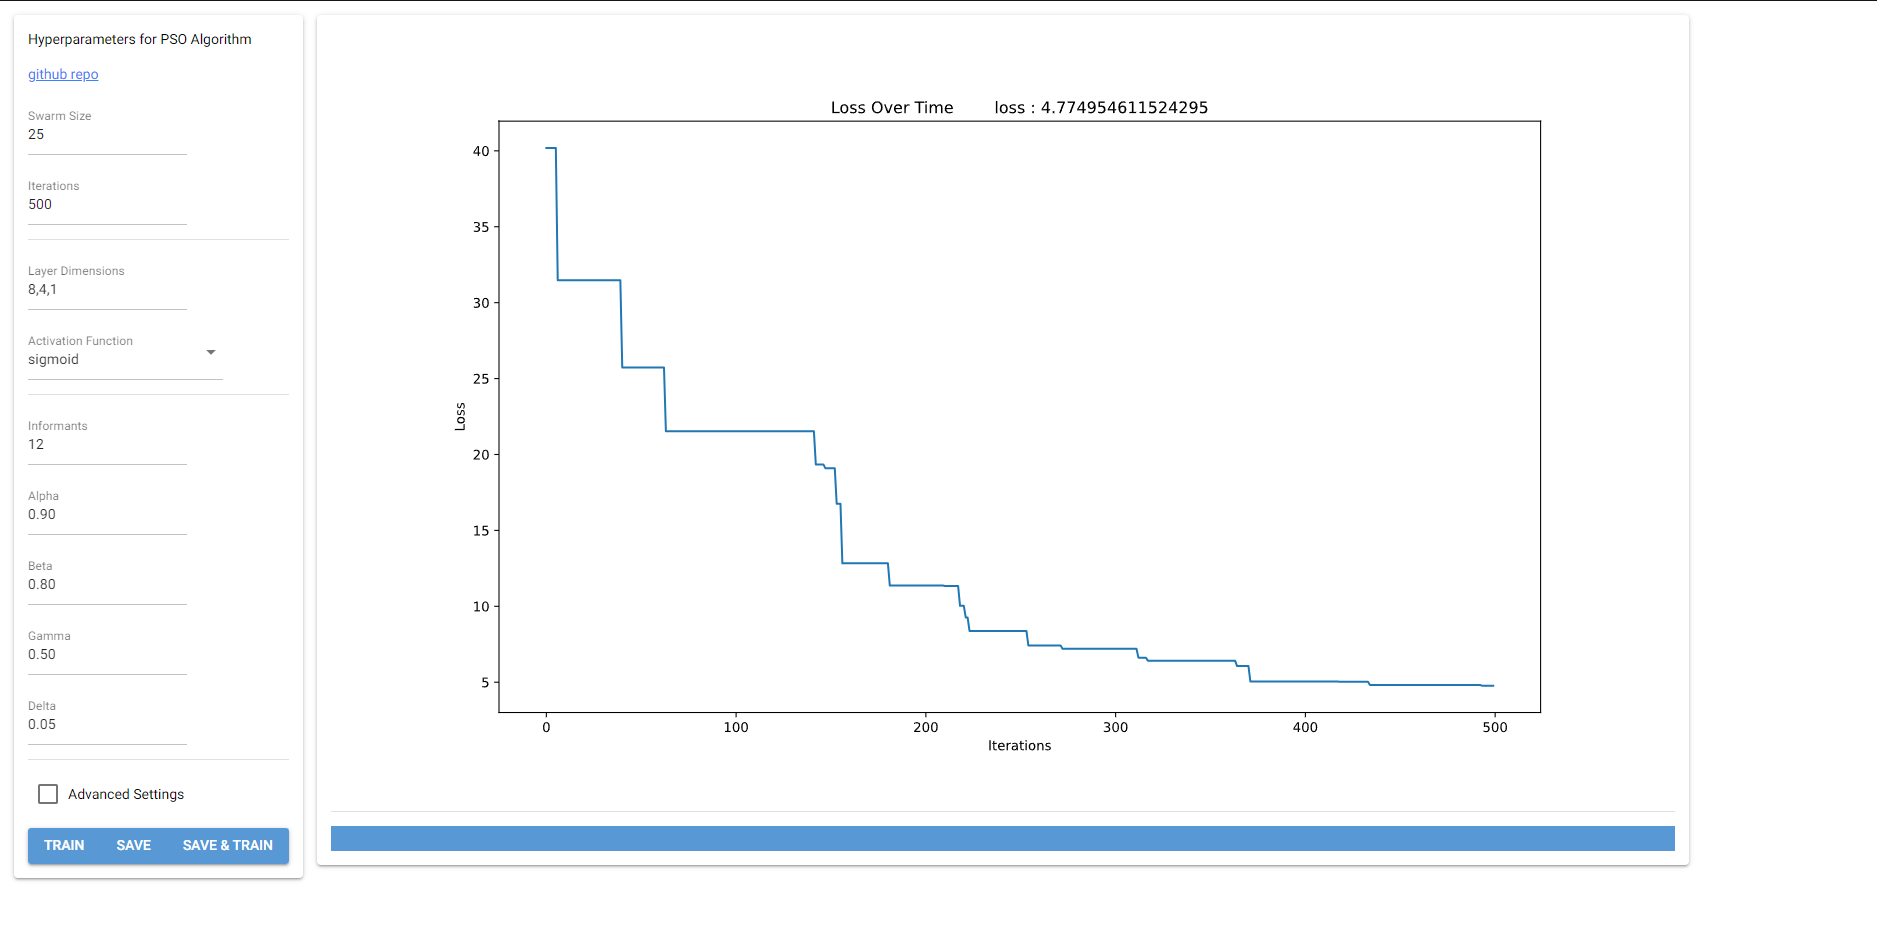 Hyperparameters for PSO Algorithm
github repo
Swarm Size
25
Iterations
500
Layer Dimensions
8,4,1
Activation Function
sigmoid
Informants
12
Alpha
0.90
Beta
0.80
Gamma
0.50
Delta
0.05
Advanced Settings
TRAIN SAVE SAVE & TRAIN
Loss Over Time loss : 4.774954611524295
40
35
30
25
20
15
10
5
Loss
0 100 200 300 400 500
Iterations